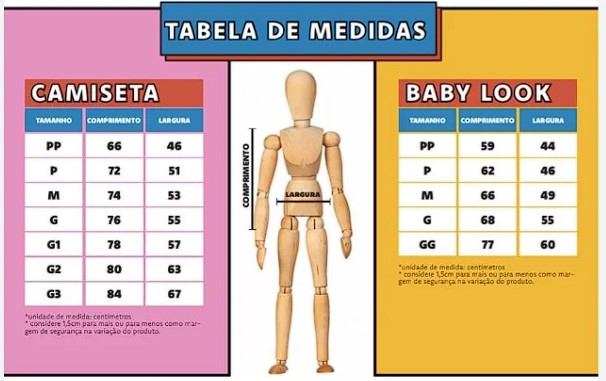 TABELA DE MEDIDAS
CAMISETA
TAMANHO COMPRIMENTO LARGURA
PP 66 46
P 72 51
M 74 53
G 76 55
G1 78 57
G2 80 63
G3 84 67
*unidade de medida: centímetros
* considere 1,5cm para mais ou para menos como mar-
gem de segurança na variação do produto.
COMPRIMENTO
LARGURA
BABY LOOK
TAMANHO COMPRIMENTO LARGURA
PP 59 44
P 62 46
M 66 49
G 68 55
GG 77 60
*unidade de medida: centímetros
* considere 1,5cm para mais ou para menos como mar-
gem de segurança na variação do produto.